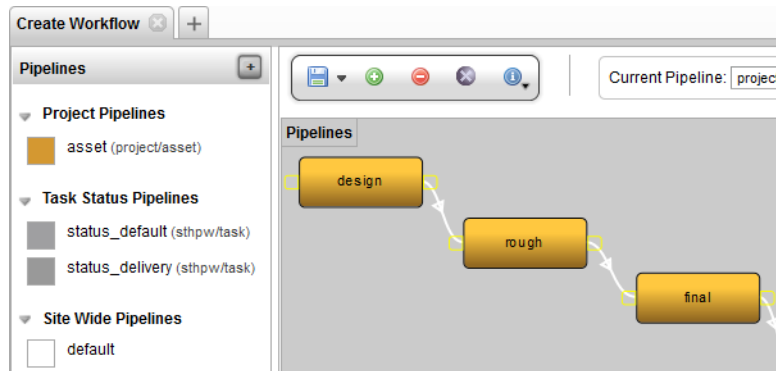 Create Workflow
Pipelines
Current Pipeline: project
Project Pipelines
asset (project/asset)
Task Status Pipelines
status_default (sthpw/task)
status_delivery (sthpw/task)
Site Wide Pipelines
default
Pipelines
design
rough
final